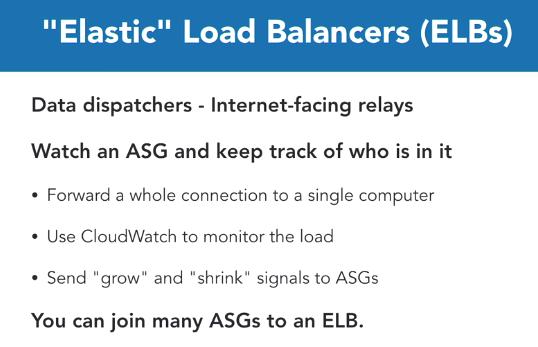 "Elastic" Load Balancers (ELBs)
Data dispatchers - Internet-facing relays
Watch an ASG and keep track of who is in it
• Forward a whole connection to a single computer
• Use CloudWatch to monitor the load
• Send "grow" and "shrink" signals to ASGs
You can join many ASGs to an ELB.